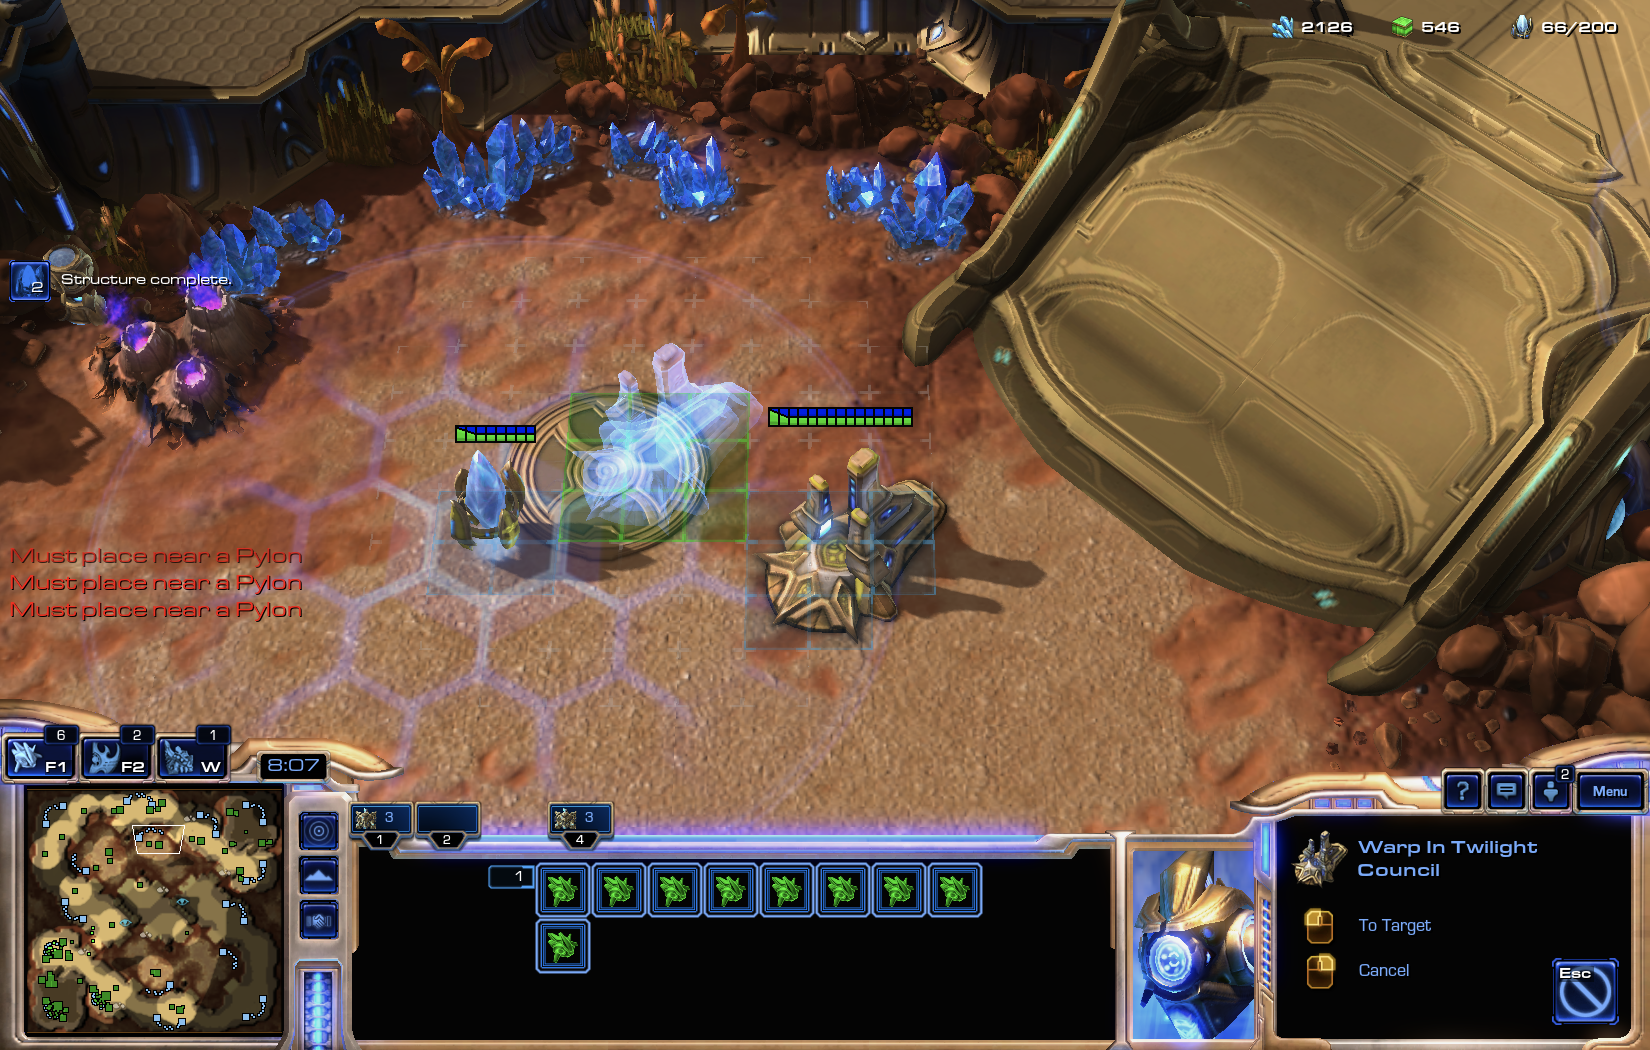 2126 546 66/200
2 Structure complete.
Must place near a Pylon
Must place near a Pylon
Must place near a Pylon
6 2 1
F1 F2 W
8:07
2
? Menu
3 3
1 2 4
1
Warp In Twilight
Council
To Target
Cancel
Esc